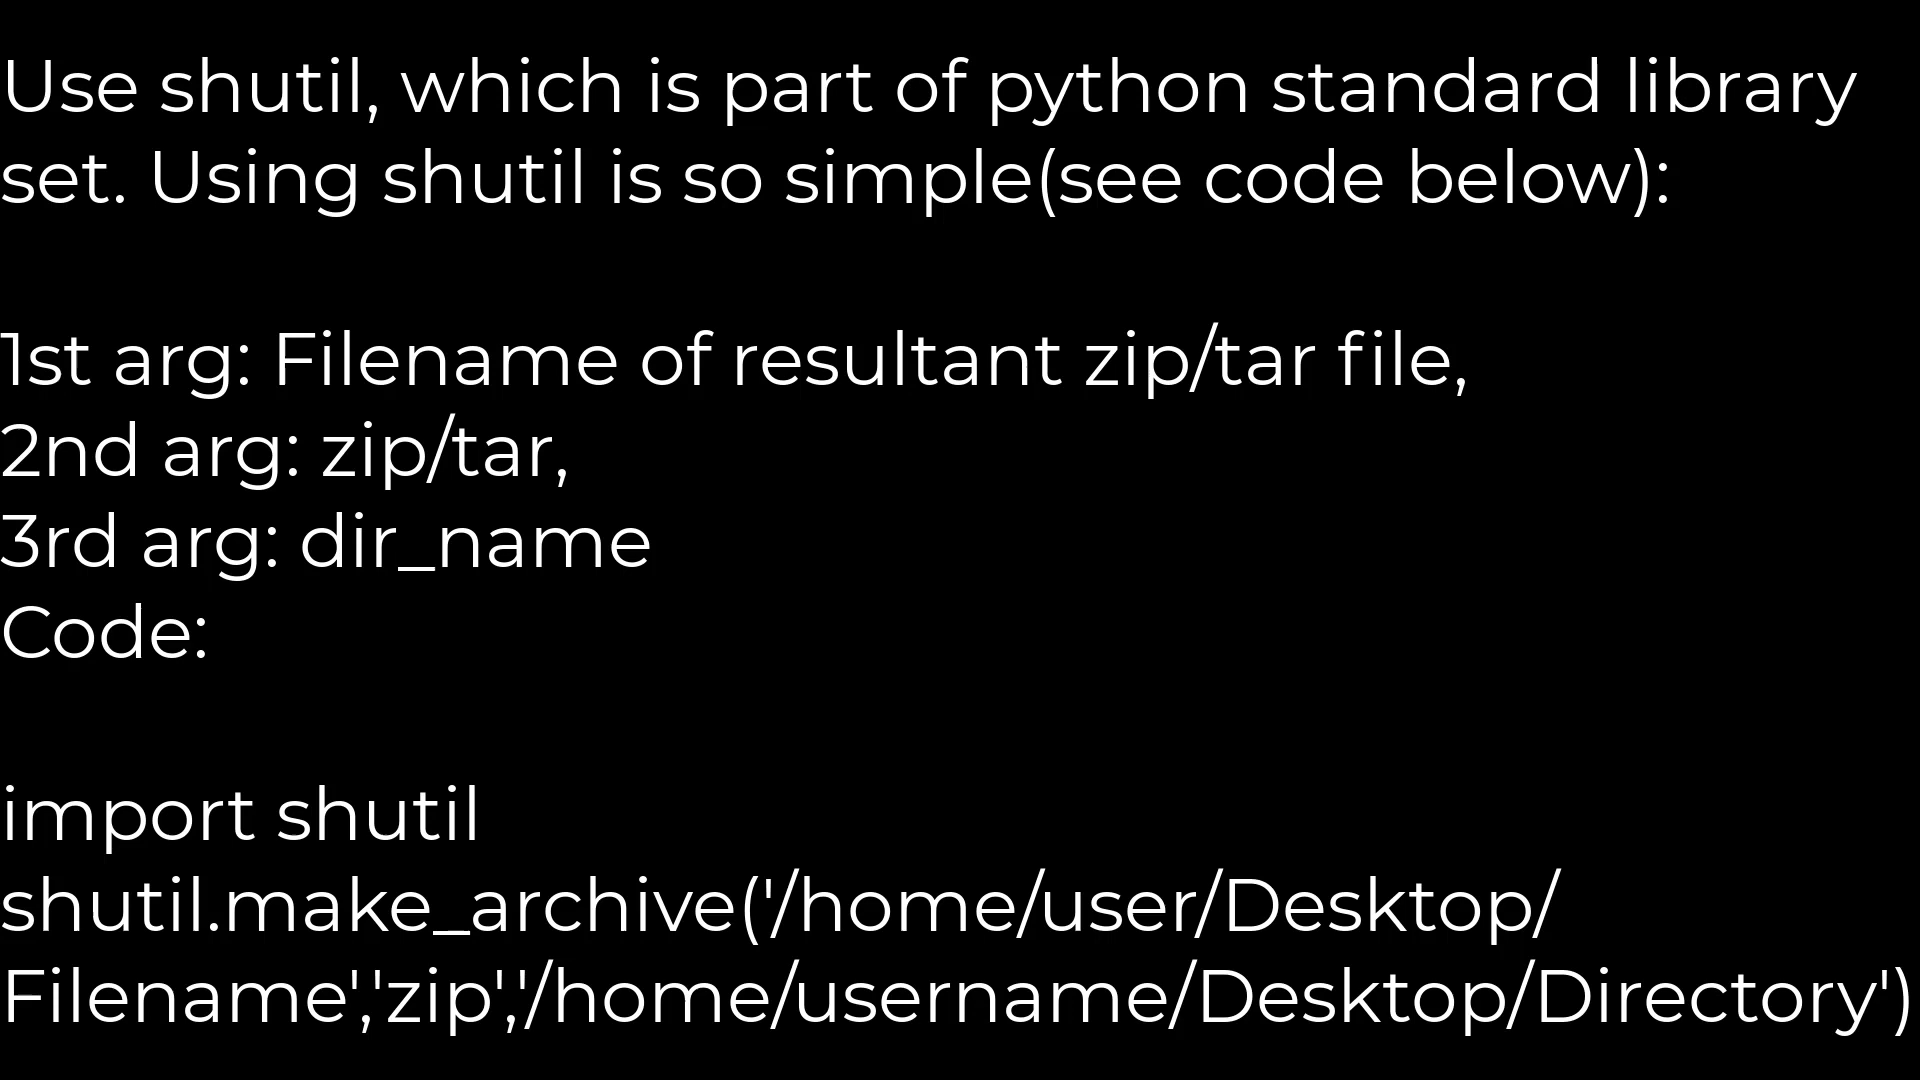 Use shutil, which is part of python standard library
set. Using shutil is so simple(see code below):
1st arg: Filename of resultant zip/tar file,
2nd arg: zip/tar,
3rd arg: dir_name
Code:
import shutil
shutil.make_archive('/home/user/Desktop/
Filename','zip','/home/username/Desktop/Directory')